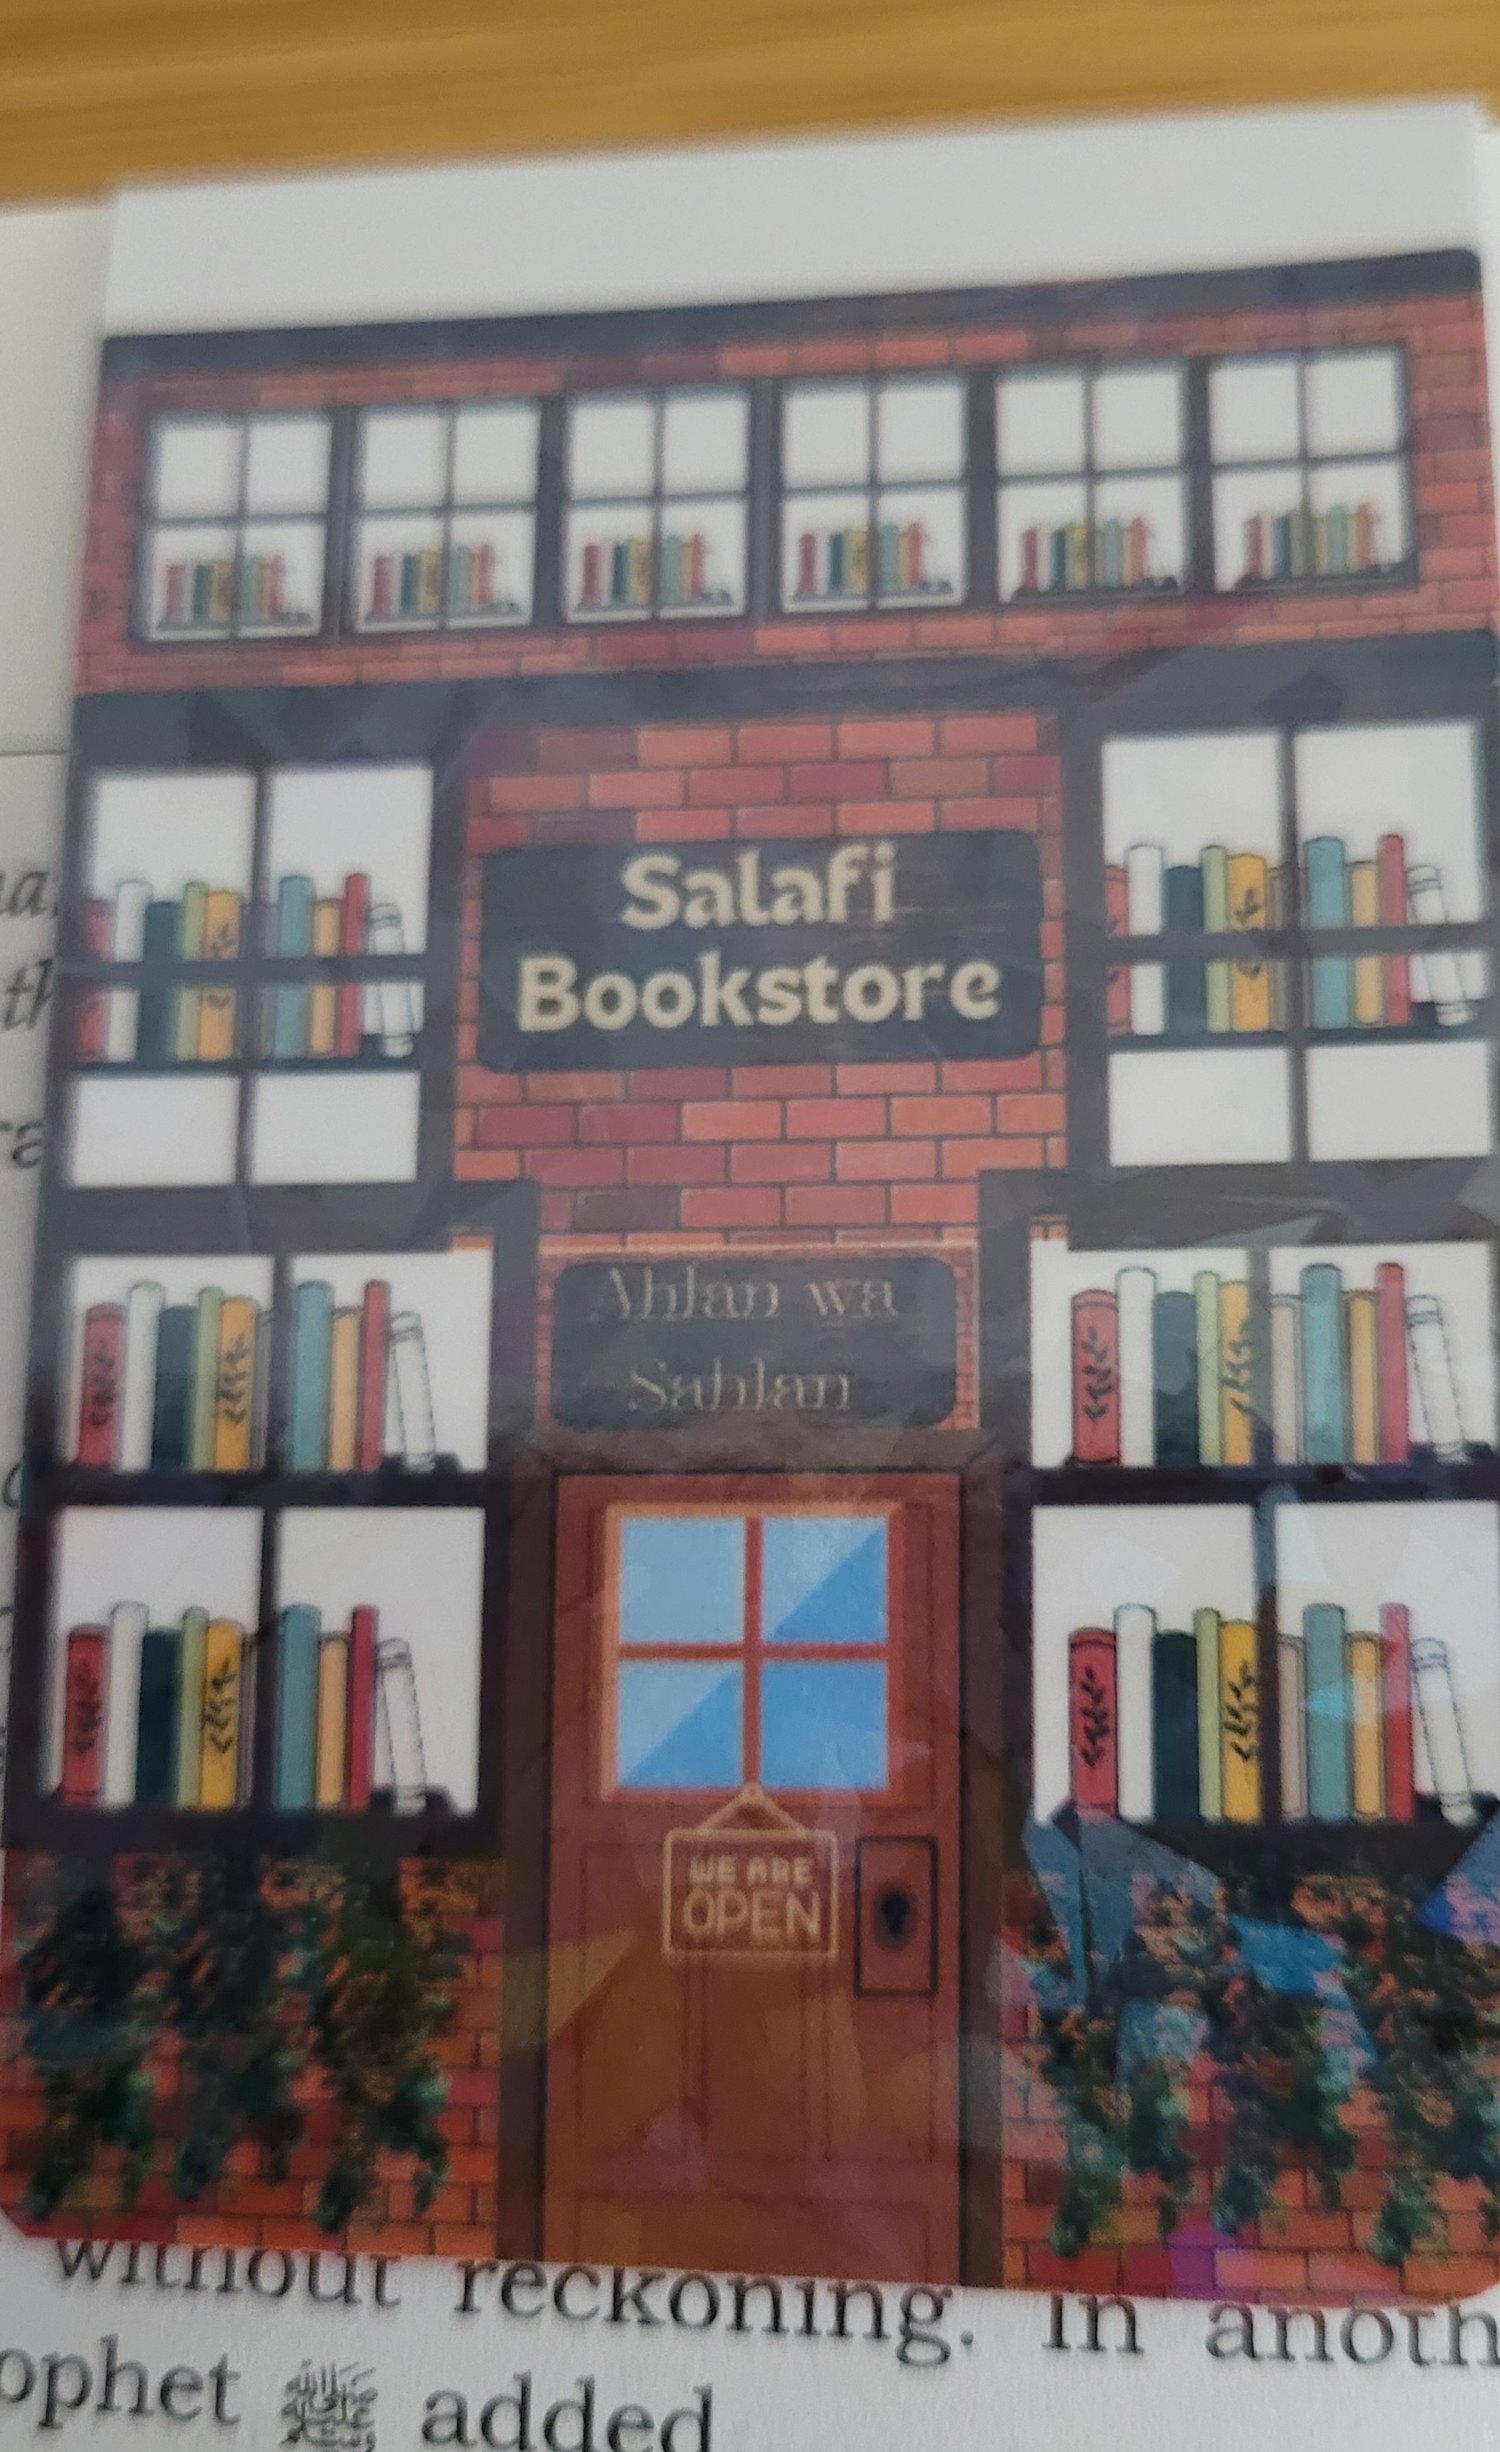 Salafi
Bookstore
Ahlan wa
Sahlan
WE ARE
OPEN
without reckoning. In anoth
ophet ﷺ added